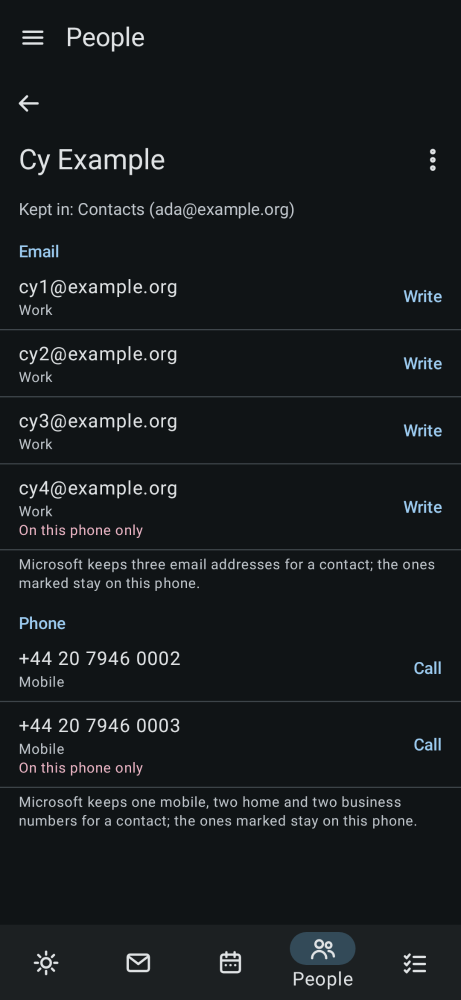 People
Cy Example
Kept in: Contacts (ada@example.org)
Email
cy1@example.org
Work
Write
cy2@example.org
Work
Write
cy3@example.org
Work
Write
cy4@example.org
Work
On this phone only
Write
Microsoft keeps three email addresses for a contact; the ones
marked stay on this phone.
Phone
+44 20 7946 0002
Mobile
Call
+44 20 7946 0003
Mobile
On this phone only
Call
Microsoft keeps one mobile, two home and two business
numbers for a contact; the ones marked stay on this phone.
People